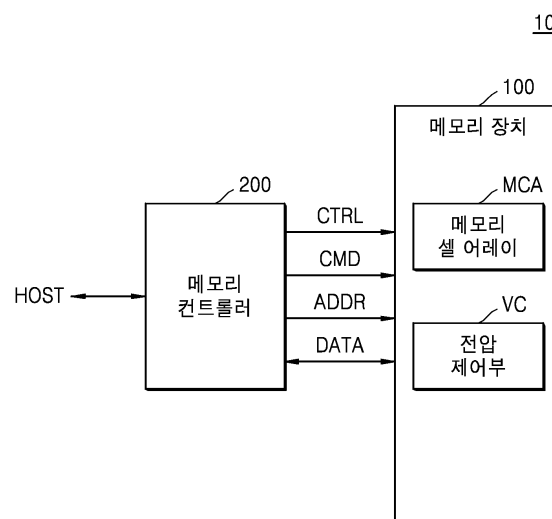 10
100
메모리 장치
200
MCA
CTRL
메모리
셀 어레이
CMD
메모리
컨트롤러
HOST
ADDR
VC
DATA
전압
제어부